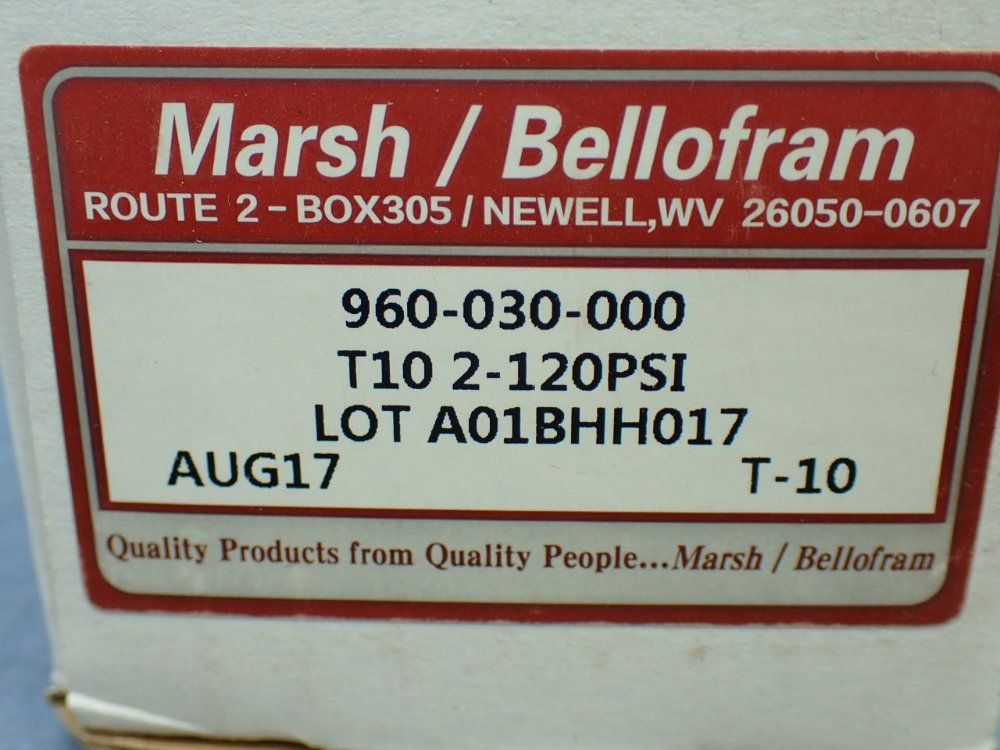 Marsh / Bellofram
ROUTE 2-BOX305 / NEWELL,WV 26050-0607
960-030-000
T10 2-120PSI
LOT A01BHH017
AUG17 T-10
Quality Products from Quality People...Marsh / Bellofram